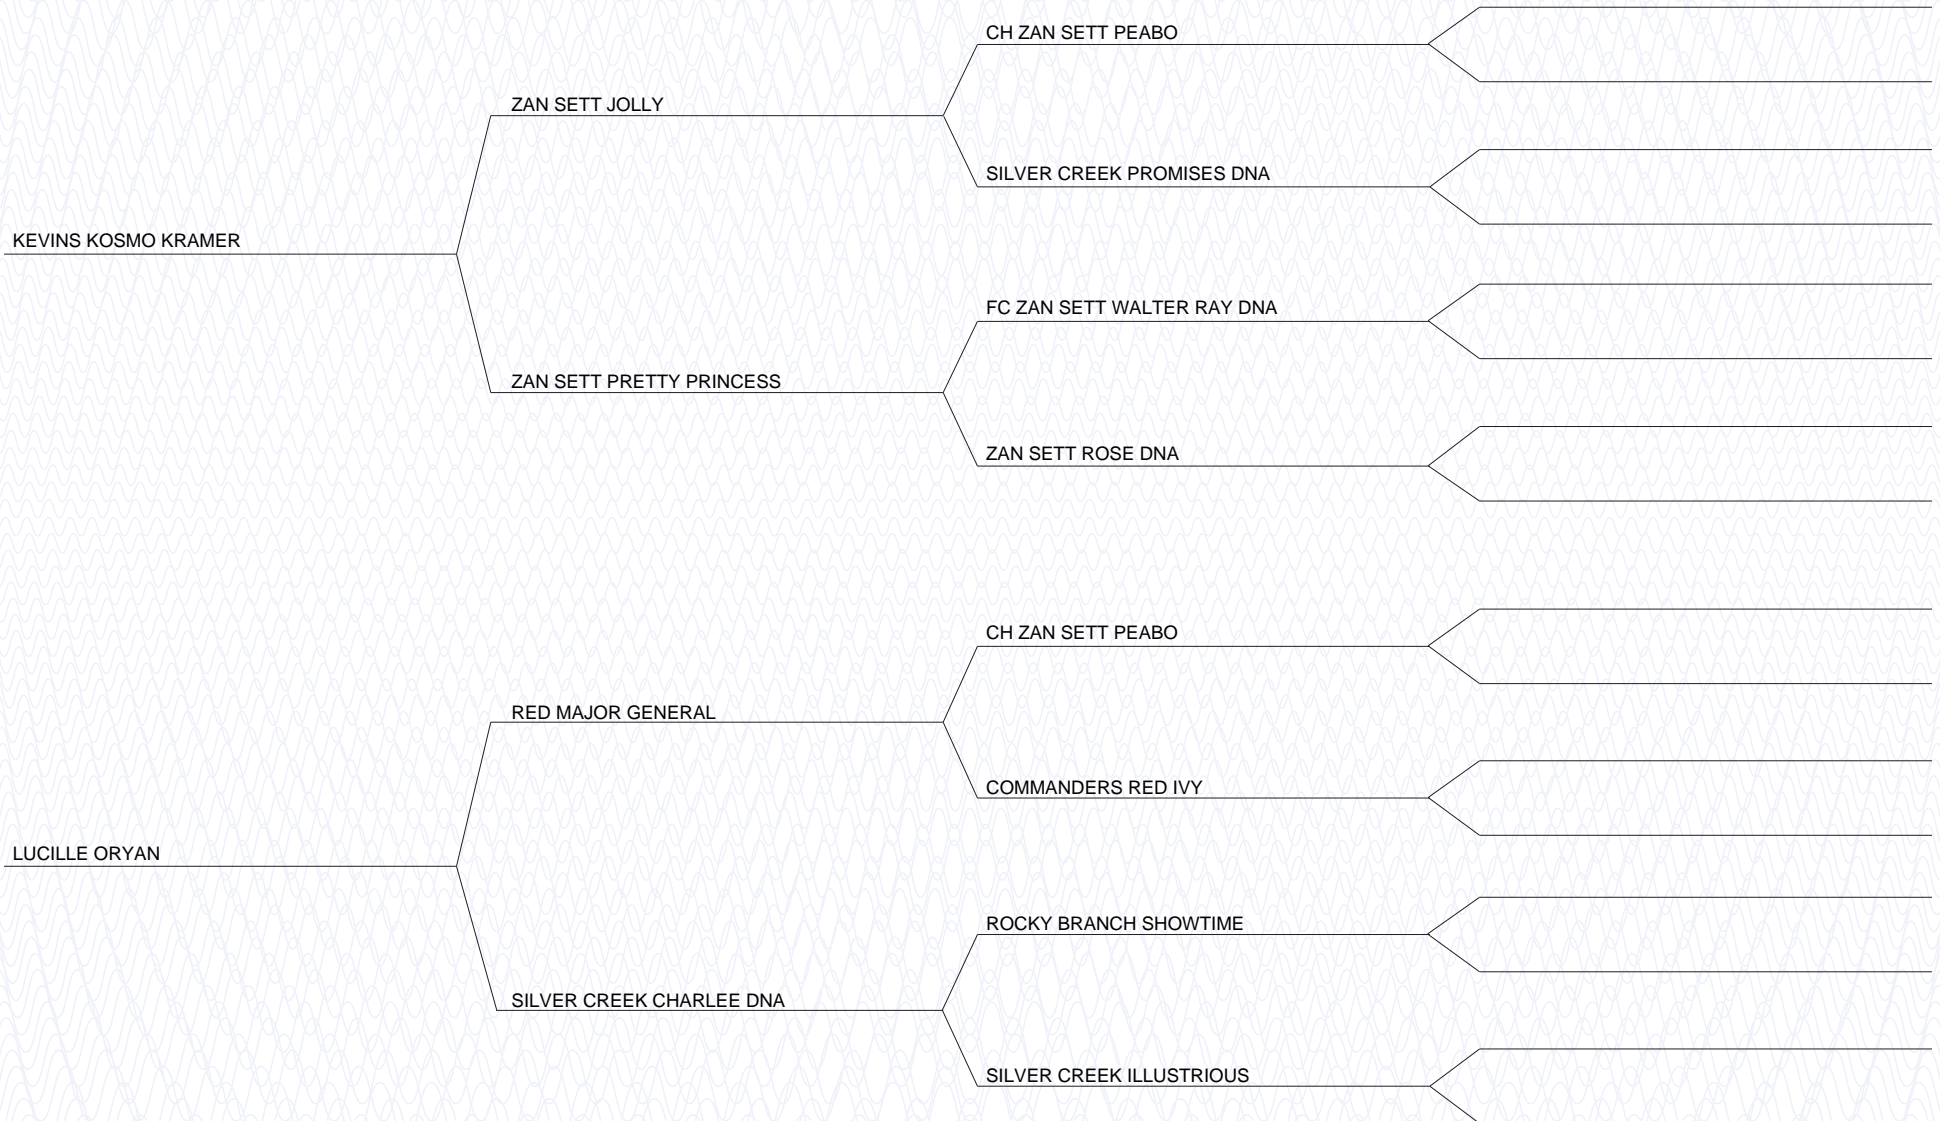 CH ZAN SETT PEABO
ZAN SETT JOLLY
SILVER CREEK PROMISES DNA
KEVINS KOSMO KRAMER
FC ZAN SETT WALTER RAY DNA
ZAN SETT PRETTY PRINCESS
ZAN SETT ROSE DNA
CH ZAN SETT PEABO
RED MAJOR GENERAL
COMMANDERS RED IVY
LUCILLE ORYAN
ROCKY BRANCH SHOWTIME
SILVER CREEK CHARLEE DNA
SILVER CREEK ILLUSTRIOUS